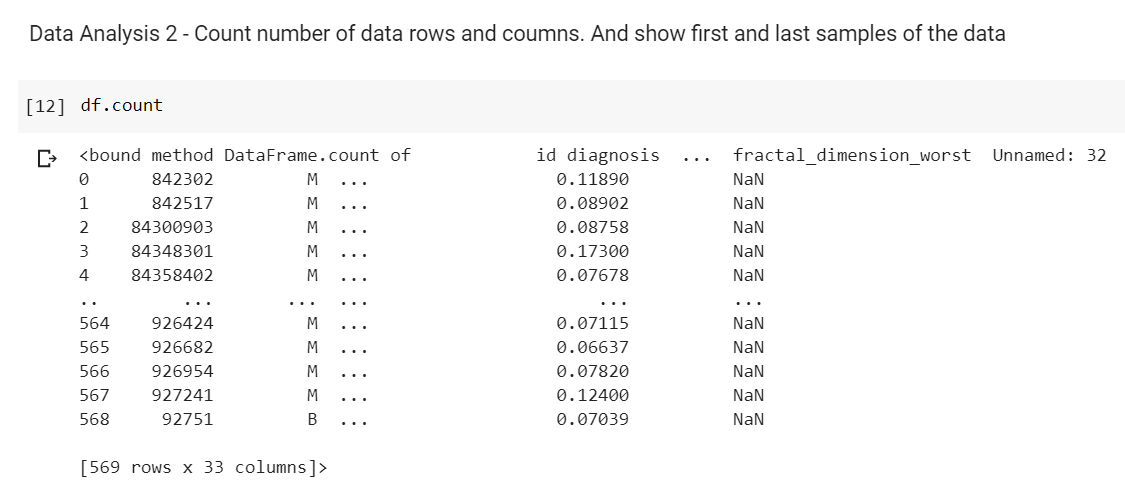 Data Analysis 2 - Count number of data rows and coumns. And show first and last samples of the data
[12] df.count
<bound method DataFrame.count of id diagnosis ... fractal_dimension_worst Unnamed: 32
0 842302 M ... 0.11890 NaN
1 842517 M ... 0.08902 NaN
2 84300903 M ... 0.08758 NaN
3 84348301 M ... 0.17300 NaN
4 84358402 M ... 0.07678 NaN
.. ... ... ... ... ...
564 926424 M ... 0.07115 NaN
565 926682 M ... 0.06637 NaN
566 926954 M ... 0.07820 NaN
567 927241 M ... 0.12400 NaN
568 92751 B ... 0.07039 NaN
[569 rows x 33 columns]>